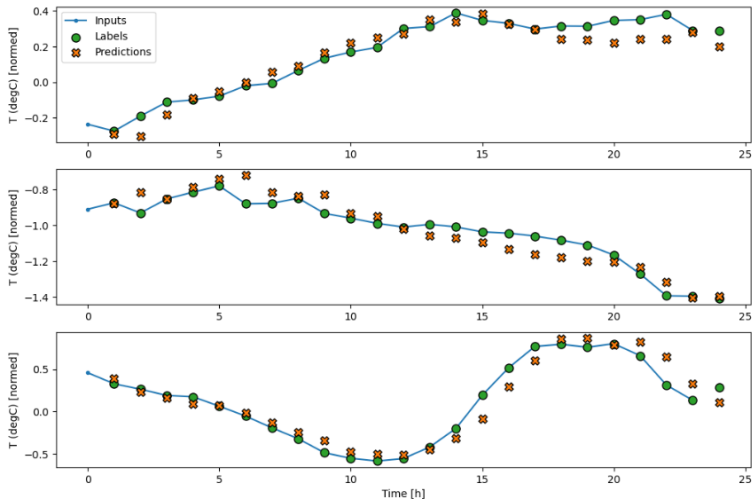 0.4
0.2
0.0
−0.2
T (degC) [normed]
Inputs
Labels
Predictions
0 5 10 15 20 25
−0.8
−1.0
−1.2
−1.4
T (degC) [normed]
0 5 10 15 20 25
0.5
0.0
−0.5
T (degC) [normed]
0 5 10 15 20 25
Time [h]